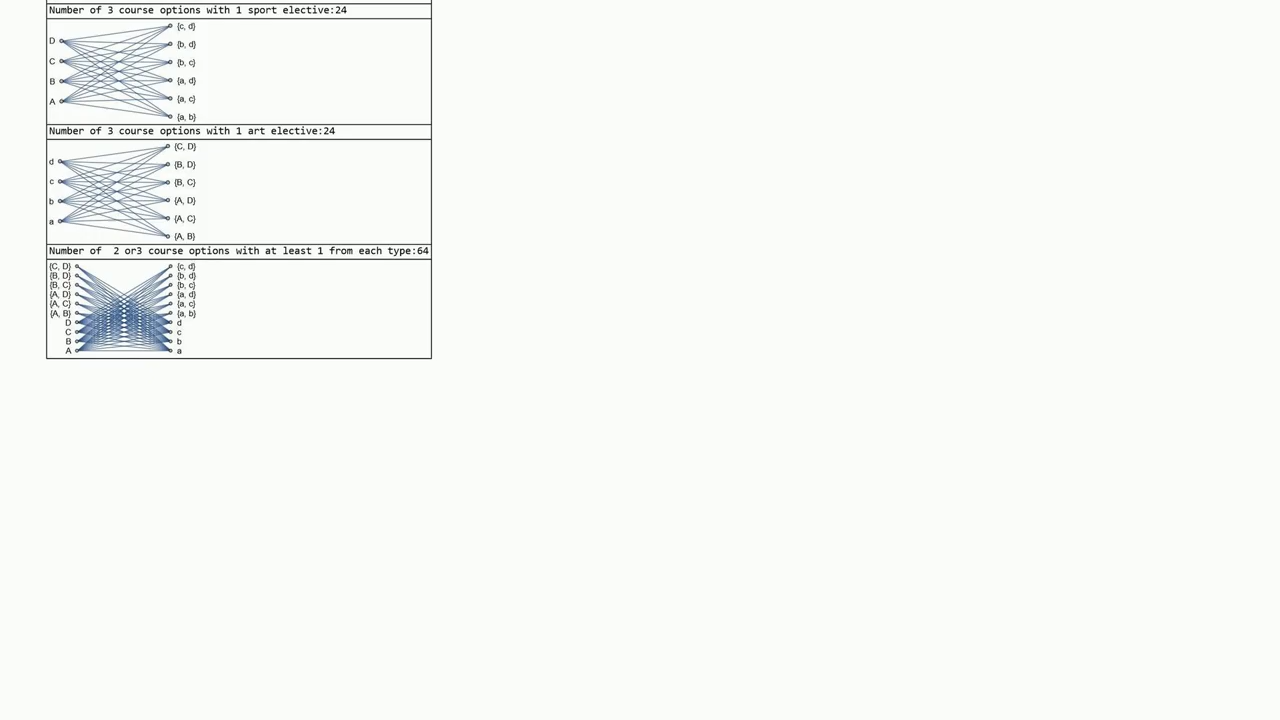 Number of 3 course options with 1 sport elective:24
{c, d}
D
{b, d}
C
{b, c}
B
{a, d}
A
{a, c}
{a, b}
Number of 3 course options with 1 art elective:24
{C, D}
d
{B, D}
c
{B, C}
b
{A, D}
a
{A, C}
{A, B}
Number of  2 or3 course options with at least 1 from each type:64
{C, D} {c, d}
{B, D} {b, d}
{B, C} {b, c}
{A, D} {a, d}
{A, C} {a, c}
{A, B} {a, b}
D d
C c
B b
A a